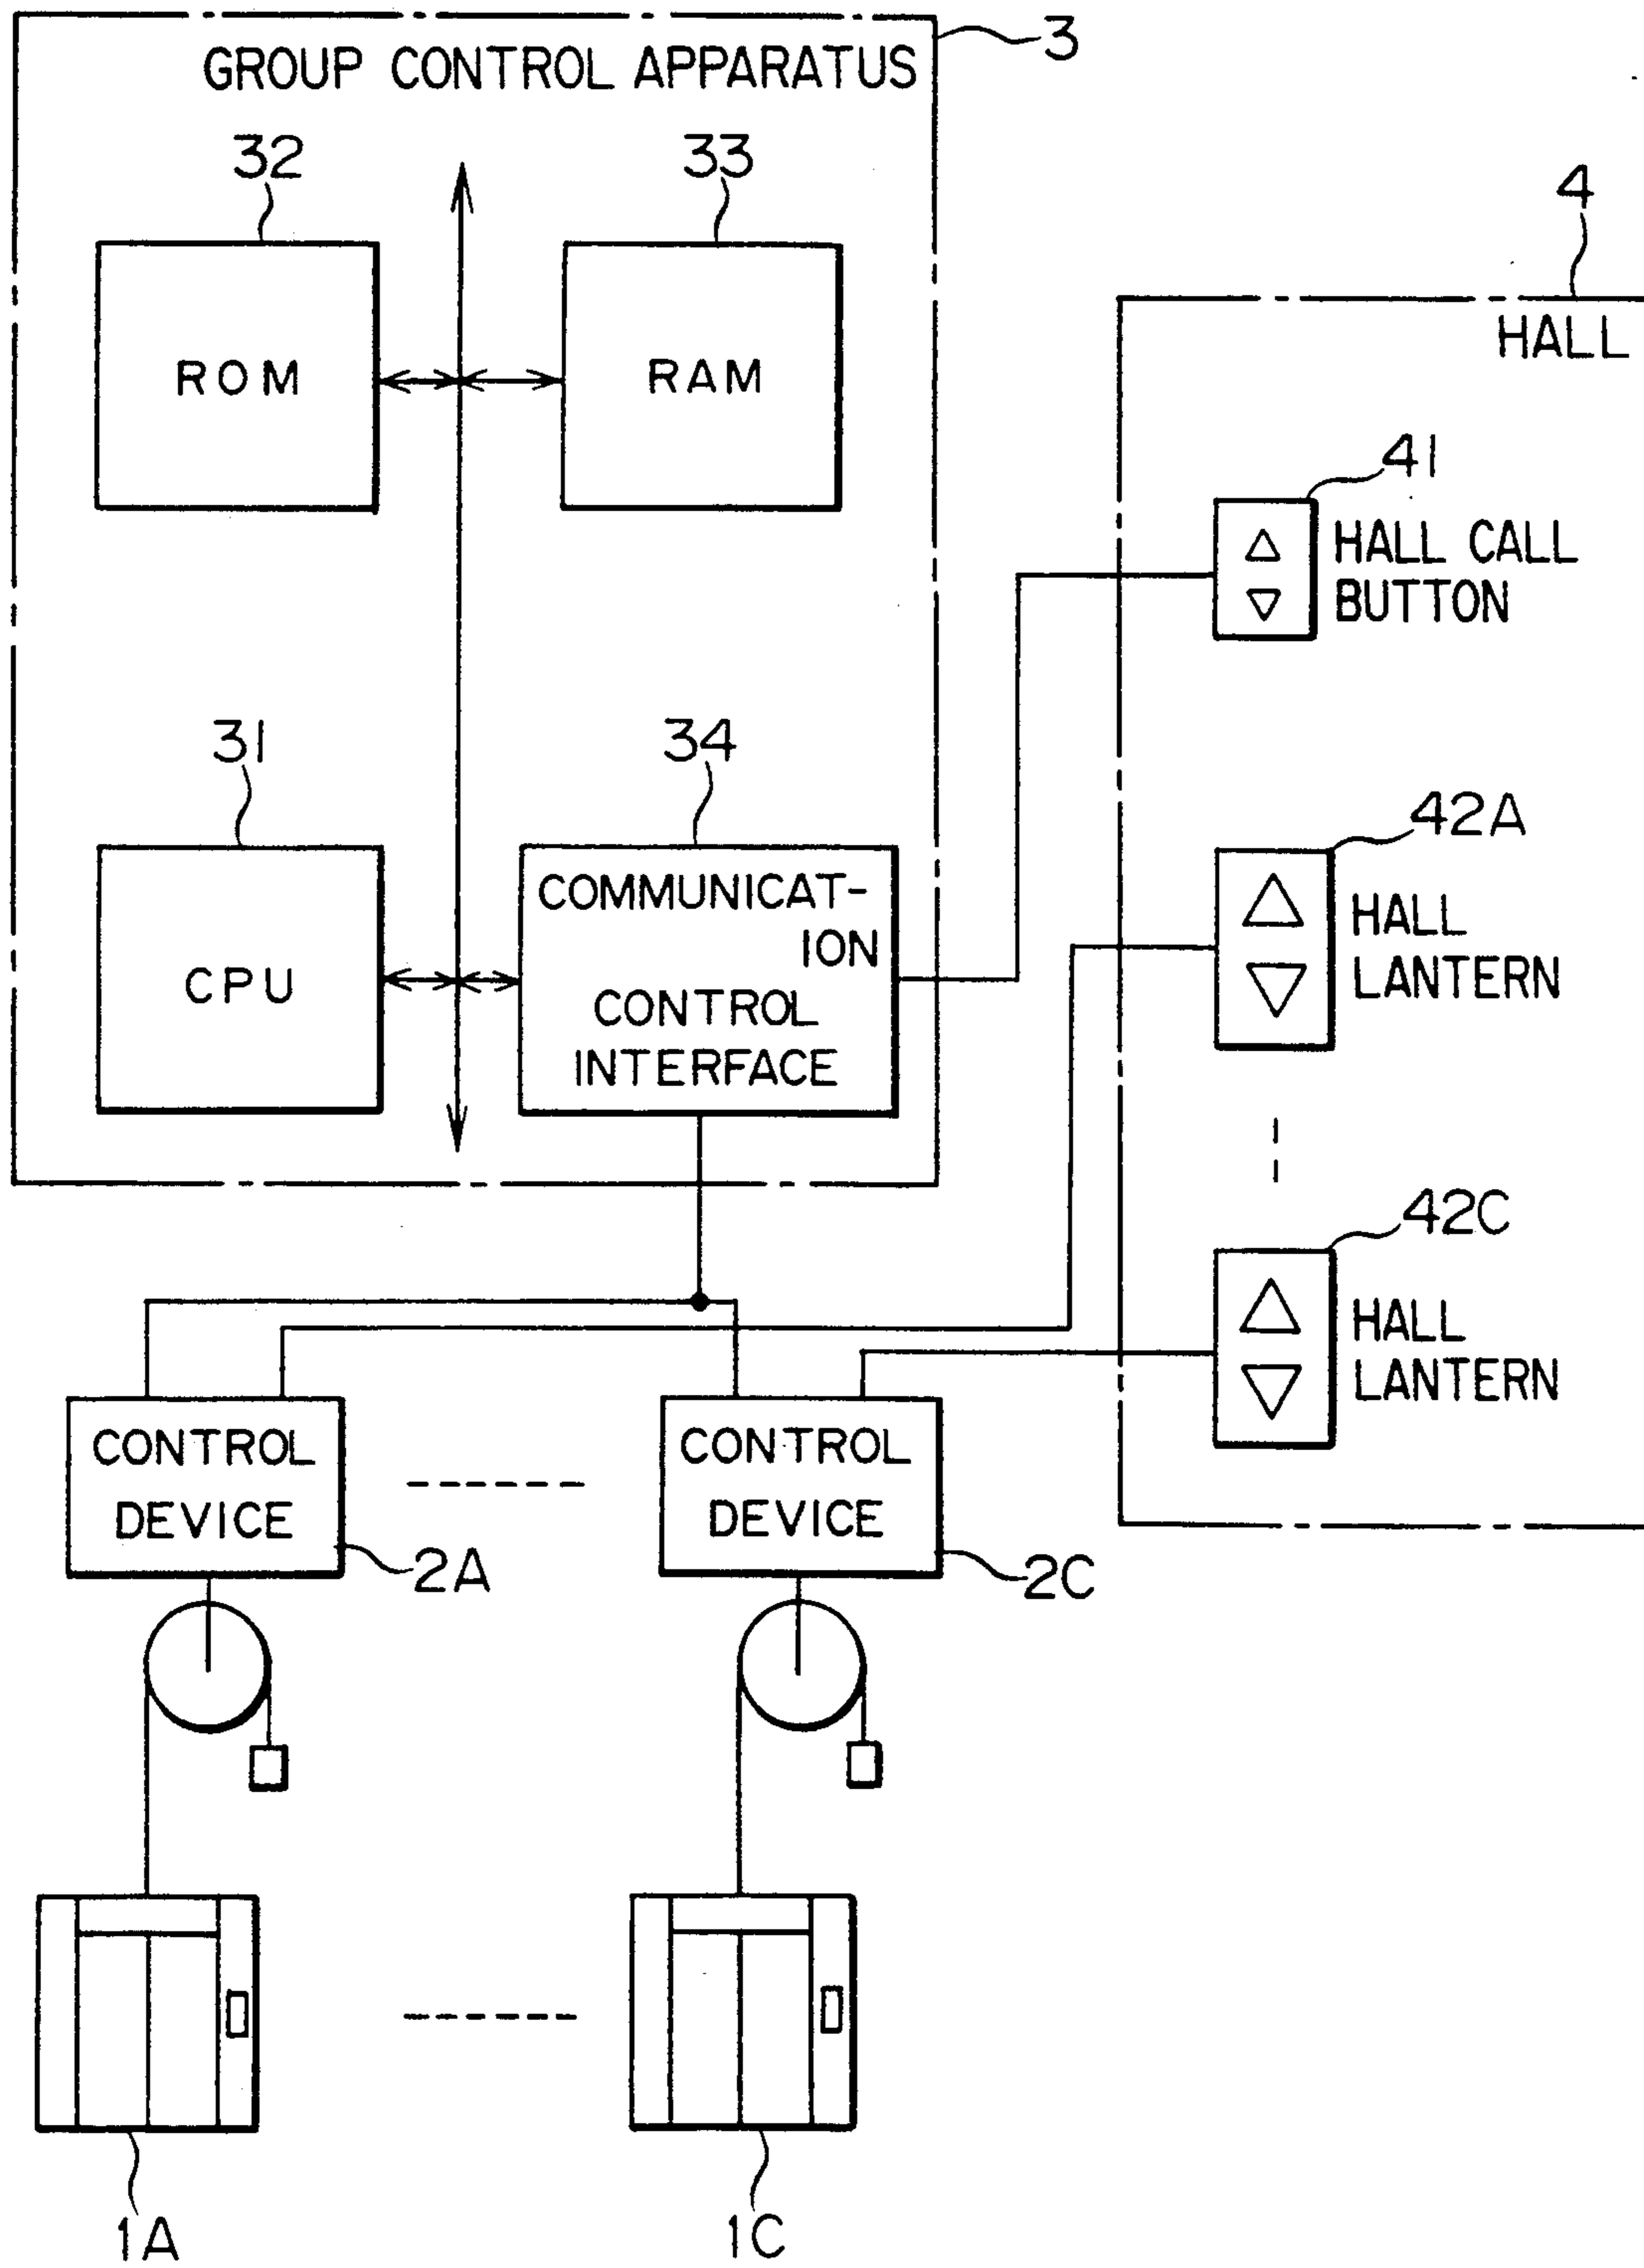 GROUP CONTROL APPARATUS
3
32
33
ROM
RAM
4
HALL
41
HALL CALL
BUTTON
31
34
CPU
COMMUNICAT-
ION
CONTROL
INTERFACE
42A
HALL
LANTERN
42C
HALL
LANTERN
CONTROL
DEVICE
2A
CONTROL
DEVICE
2C
1A
1C